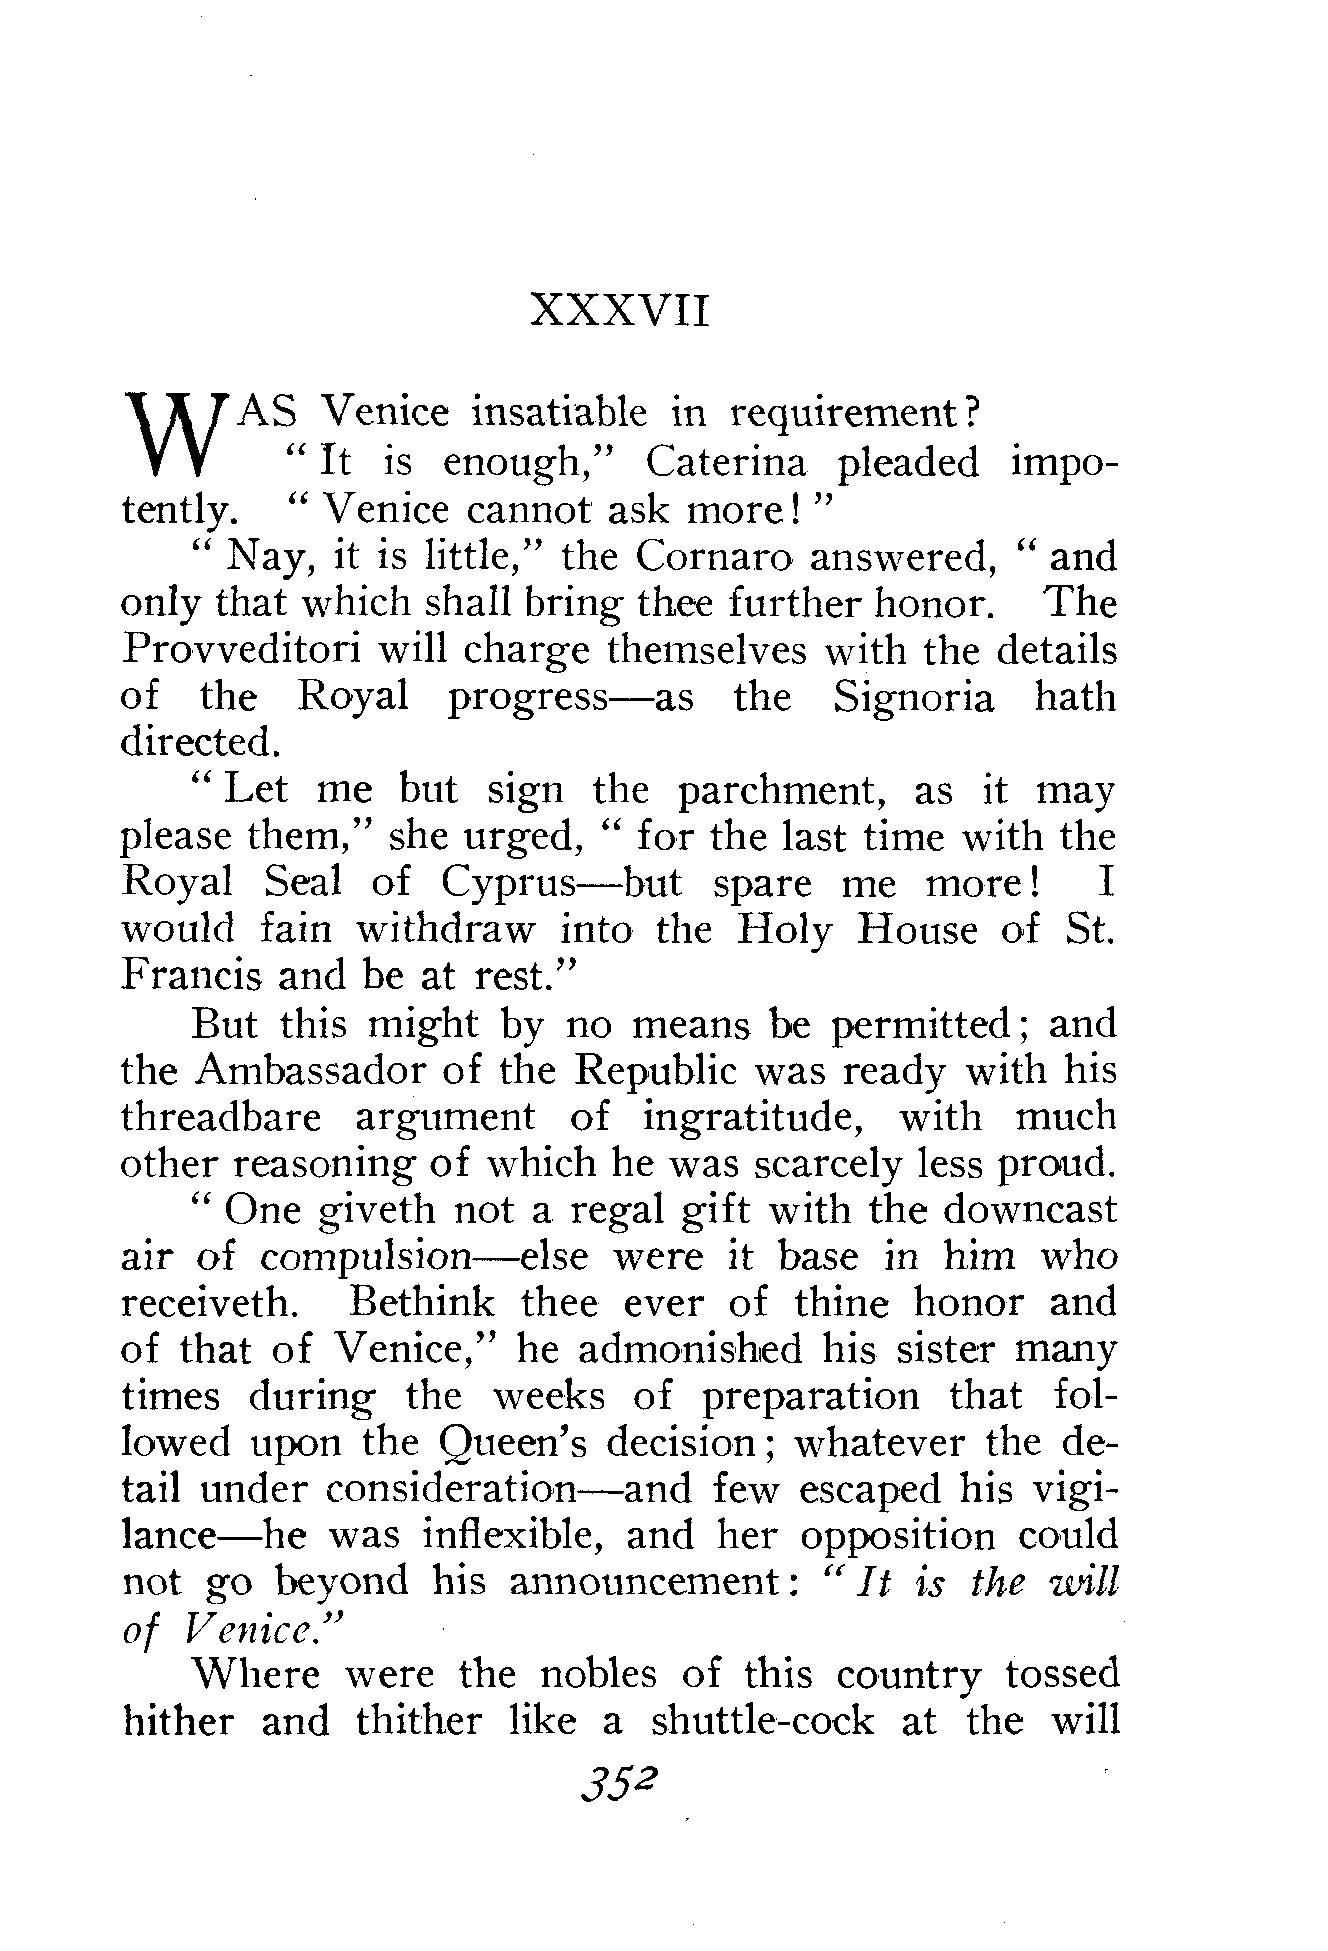 XXXVII
WAS Venice insatiable in requirement?
“ It is enough,” Caterina pleaded impo-
tently. “ Venice cannot ask more! ”
“ Nay, it is little,” the Cornaro answered, “ and
only that which shall bring thee further honor. The
Provveditori will charge themselves with the details
of the Royal progress—as the Signoria hath
directed.
“ Let me but sign the parchment, as it may
please them,” she urged, “ for the last time with the
Royal Seal of Cyprus—but spare me more! I
would fain withdraw into the Holy House of St.
Francis and be at rest.”
But this might by no means be permitted; and
the Ambassador of the Republic was ready with his
threadbare argument of ingratitude, with much
other reasoning of which he was scarcely less proud.
“ One giveth not a regal gift with the downcast
air of compulsion—else were it base in him who
receiveth. Bethink thee ever of thine honor and
of that of Venice,” he admonished his sister many
times during the weeks of preparation that fol-
lowed upon the Queen’s decision; whatever the de-
tail under consideration—and few escaped his vigi-
lance—he was inflexible, and her opposition could
not go beyond his announcement: “ It is the will
of Venice.”
Where were the nobles of this country tossed
hither and thither like a shuttle-cock at the will
352